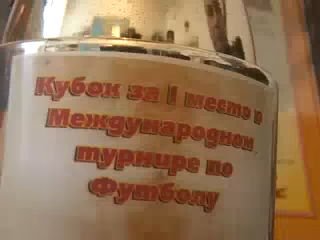 Кубок за I место в
Международном
турнире по
Футболу